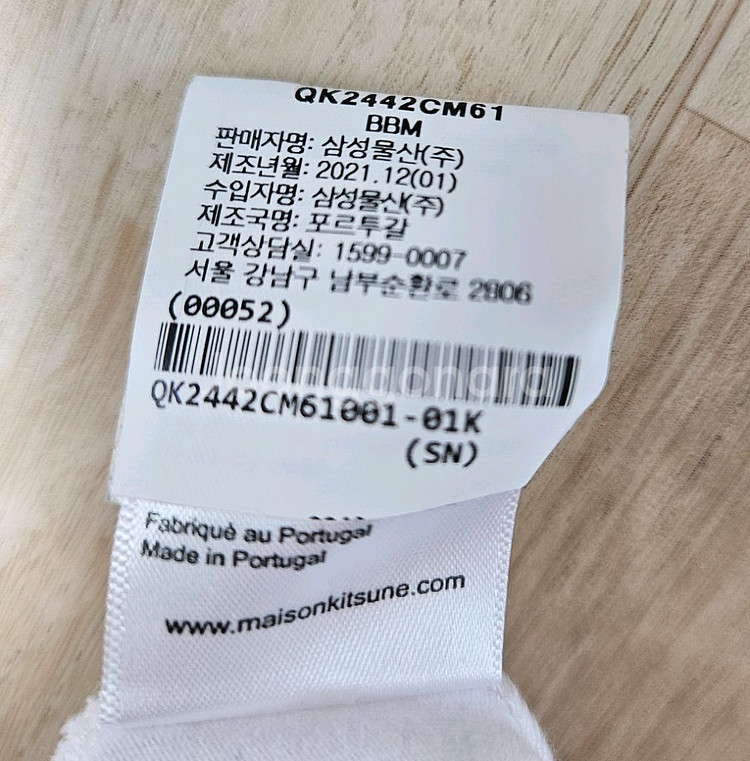 QK2442CM61
BBM
판매자명: 삼성물산(주)
제조년월: 2021.12(01)
수입자명: 삼성물산(주)
제조국명: 포르투갈
고객상담실: 1599-0007
서울 강남구 남부순환로 2806
(00052)
QK2442CM61001-01K
(SN)
Fabriqué au Portugal
Made in Portugal
www.maisonkitsune.com